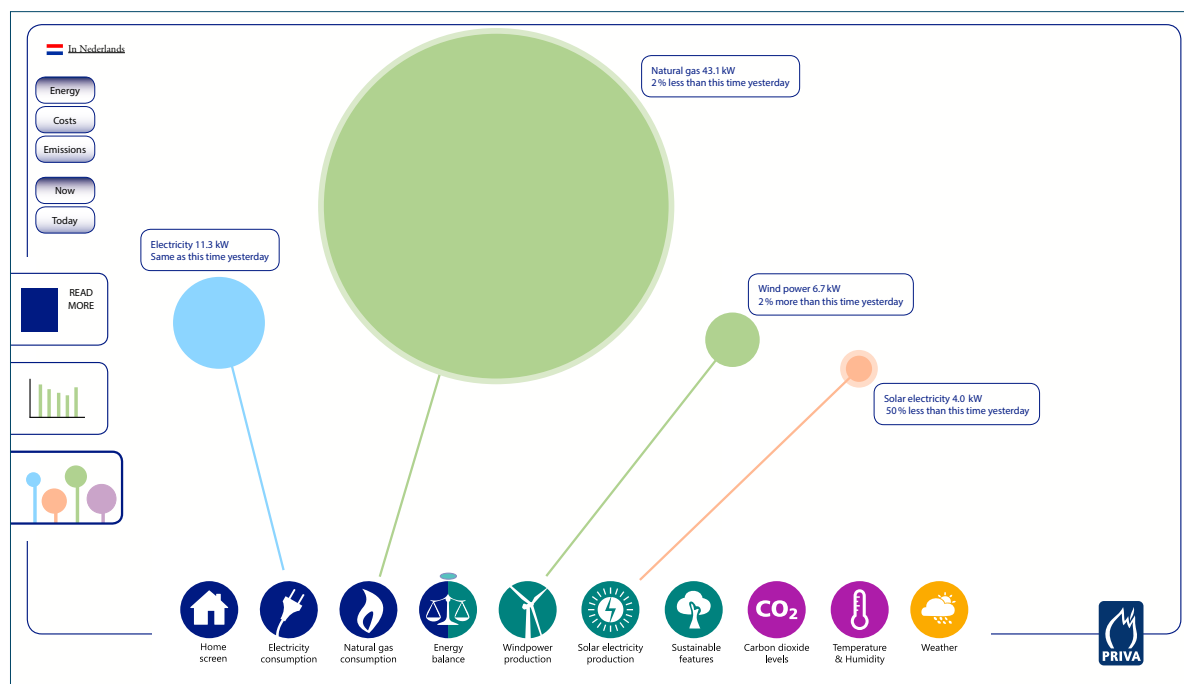 In Nederlands
Energy
Costs
Emissions
Now
Today
READ
MORE
Natural gas 43.1 kW
2 % less than this time yesterday
Electricity 11.3 kW
Same as this time yesterday
Wind power 6.7 kW
2 % more than this time yesterday
Solar electricity 4.0 kW
50 % less than this time yesterday
CO₂
Home
screen
Electricity
consumption
Natural gas
consumption
Energy
balance
Windpower
production
Solar electricity
production
Sustainable
features
Carbon dioxide
levels
Temperature
& Humidity
Weather
PRIVA